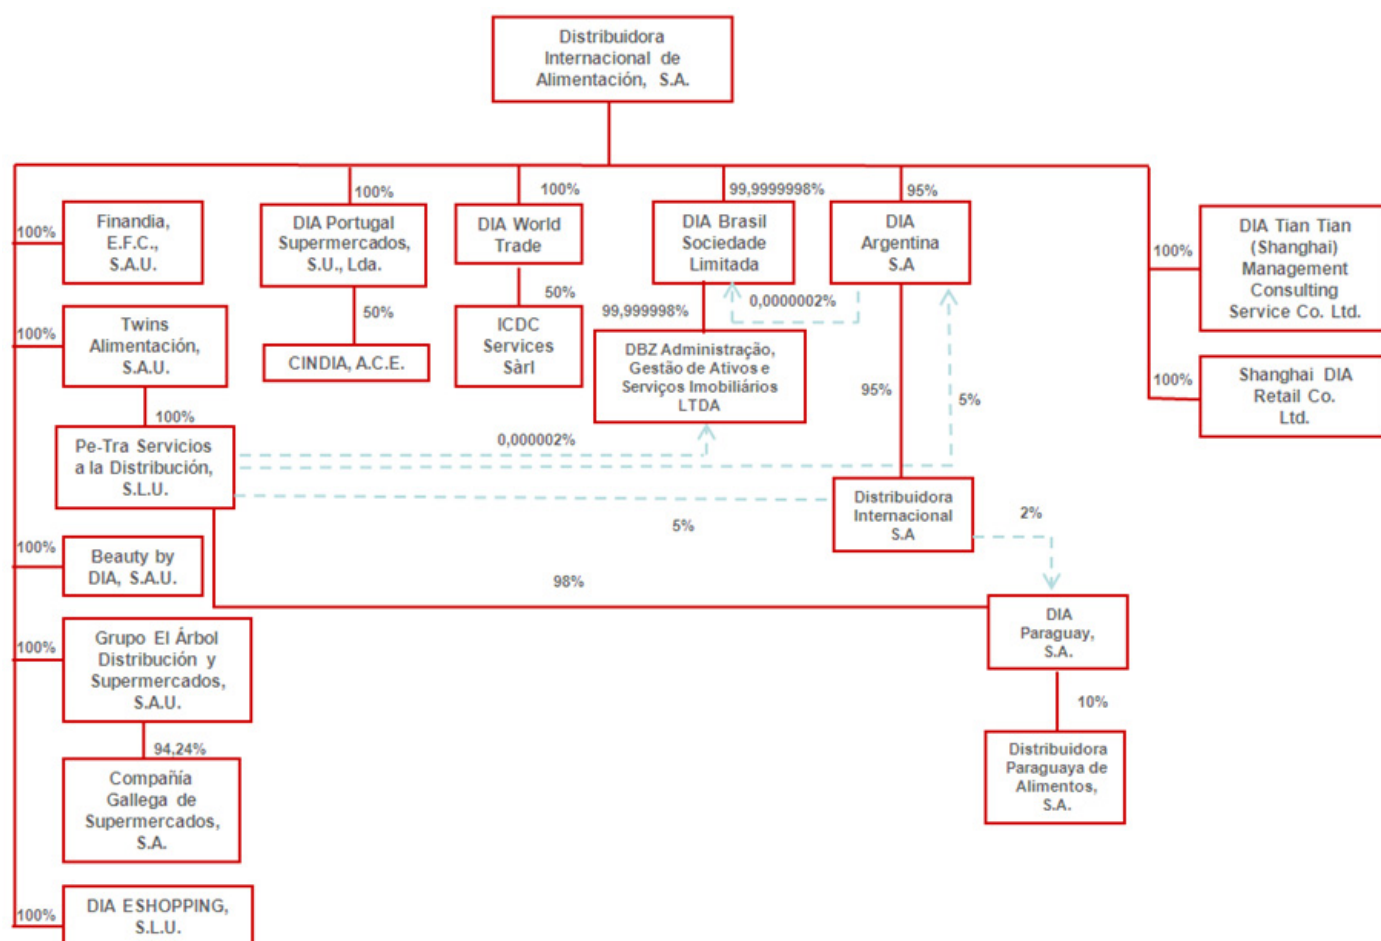 Distribuidora
Internacional de
Alimentación, S.A.
100%
100%
99,9999998%
95%
100%
Finandia,
E.F.C.,
S.A.U.
DIA Portugal
Supermercados,
S.U., Lda.
DIA World
Trade
DIA Brasil
Sociedade
Limitada
DIA
Argentina
S.A
100%
DIA Tian Tian
(Shanghai)
Management
Consulting
Service Co. Ltd.
50%
50%
99,999998%
0,0000002%
100%
Twins
Alimentación,
S.A.U.
CINDIA, A.C.E.
ICDC
Services
Sàrl
DBZ Administração,
Gestão de Ativos e
Serviços Imobiliários
LTDA
95%
5%
100%
Shanghai DIA
Retail Co.
Ltd.
100%
Pe-Tra Servicios
a la Distribución,
S.L.U.
0,000002%
5%
Distribuidora
Internacional
S.A
2%
100%
Beauty by
DIA, S.A.U.
98%
DIA
Paraguay,
S.A.
100%
Grupo El Árbol
Distribución y
Supermercados,
S.A.U.
10%
94,24%
Compañía
Gallega de
Supermercados,
S.A.
Distribuidora
Paraguaya de
Alimentos,
S.A.
100%
DIA ESHOPPING,
S.L.U.